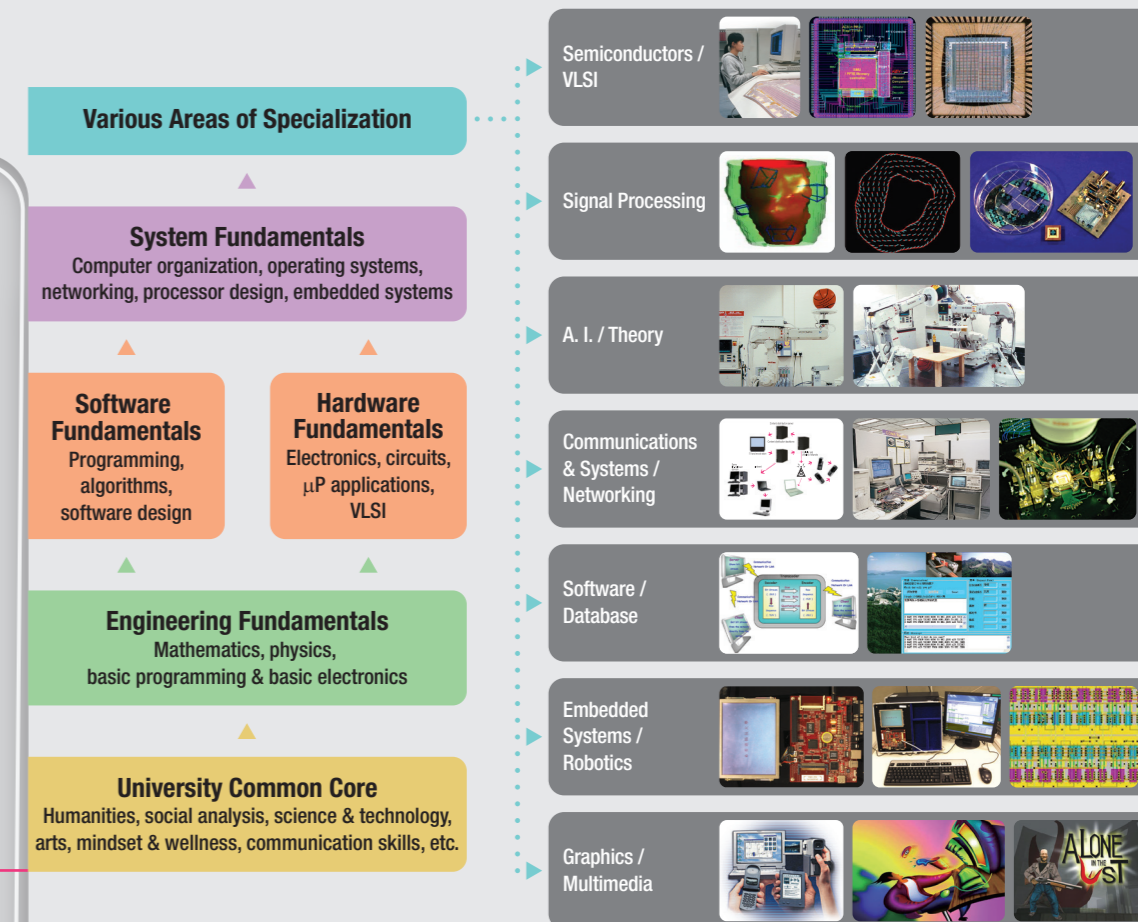 Various Areas of Specialization
System Fundamentals
Computer organization, operating systems,
networking, processor design, embedded systems
Software
Fundamentals
Programming,
algorithms,
software design
Hardware
Fundamentals
Electronics, circuits,
μP applications,
VLSI
Engineering Fundamentals
Mathematics, physics,
basic programming & basic electronics
University Common Core
Humanities, social analysis, science & technology,
arts, mindset & wellness, communication skills, etc.
Semiconductors /
VLSI
Signal Processing
A. I. / Theory
Communications
& Systems /
Networking
Software /
Database
Embedded
Systems /
Robotics
Graphics /
Multimedia
ALONE
IN THE